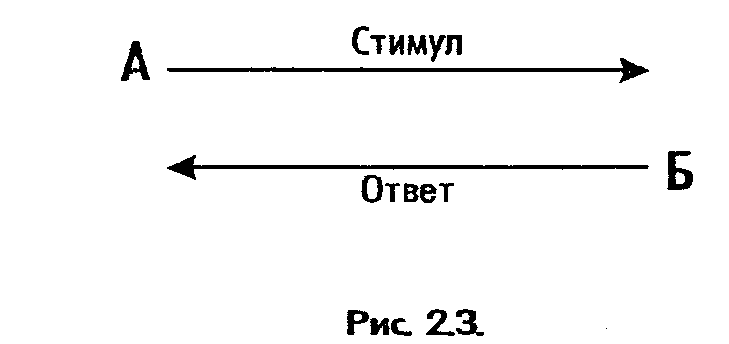 Стимул
А
Б
Ответ
Рис. 2.3.